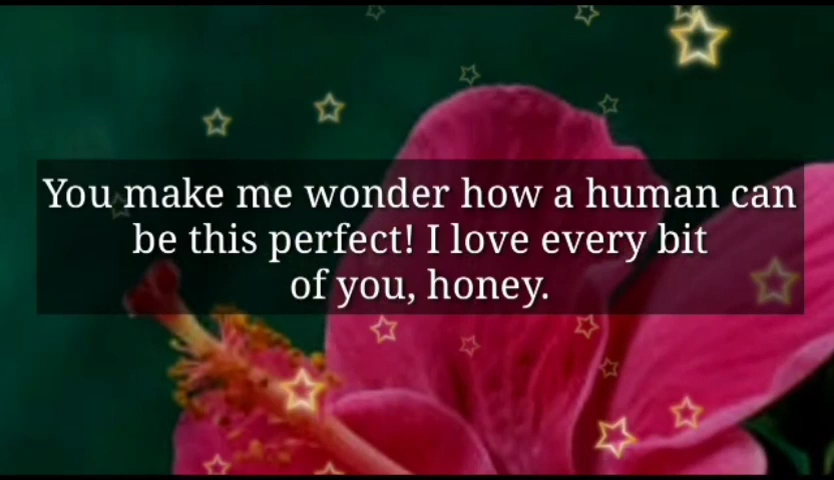 You make me wonder how a human can
be this perfect! I love every bit
of you, honey.